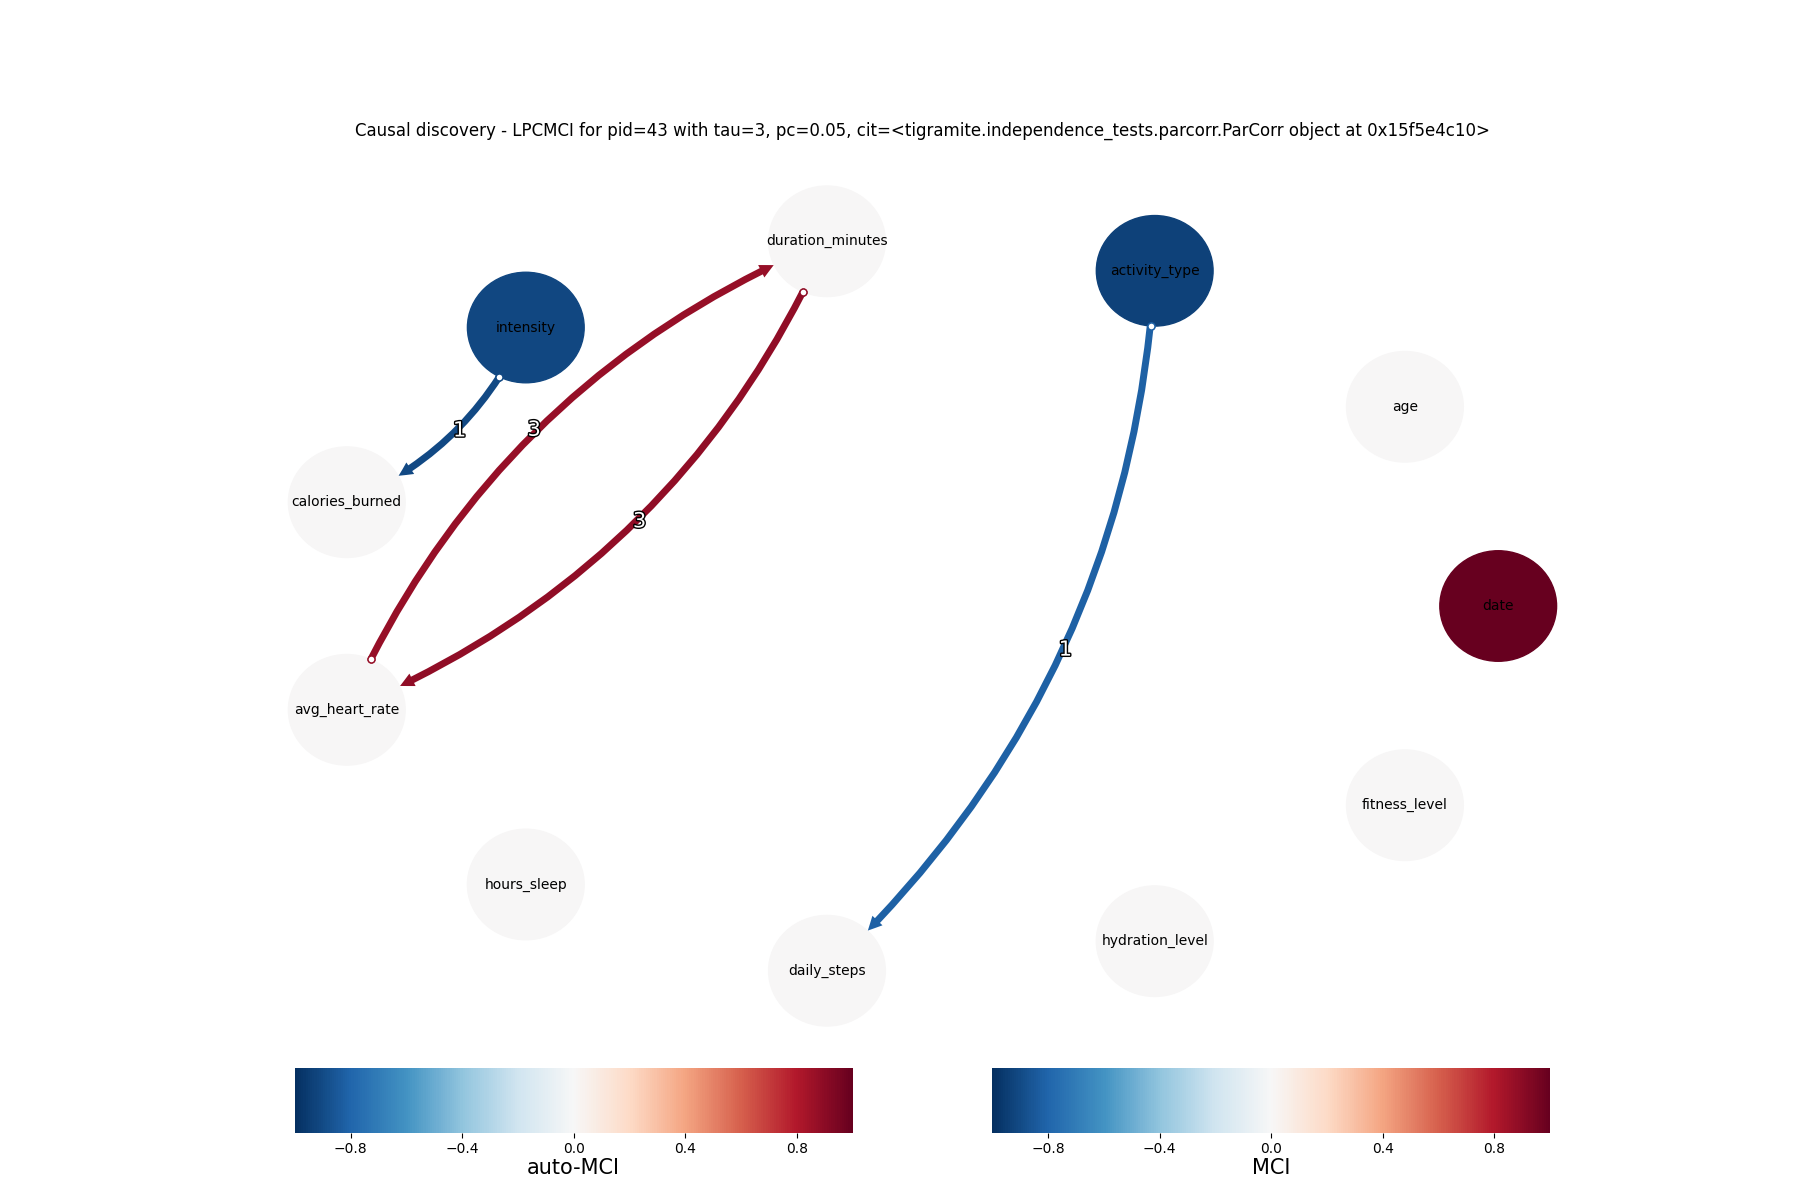 Causal discovery - LPCMCI for pid=43 with tau=3, pc=0.05, cit=<tigramite.independence_tests.parcorr.ParCorr object at 0x15f5e4c10>
duration_minutes
activity_type
intensity
age
1
3
calories_burned
3
date
1
avg_heart_rate
fitness_level
hours_sleep
hydration_level
daily_steps
−0.8 −0.4 0.0 0.4 0.8
auto-MCI
−0.8 −0.4 0.0 0.4 0.8
MCI